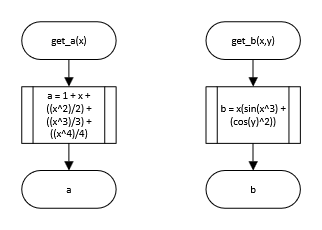 get_a(x)
a = 1 + x +
((x^2)/2) +
((x^3)/3) +
((x^4)/4)
a
get_b(x,y)
b = x(sin(x^3) +
(cos(y)^2))
b